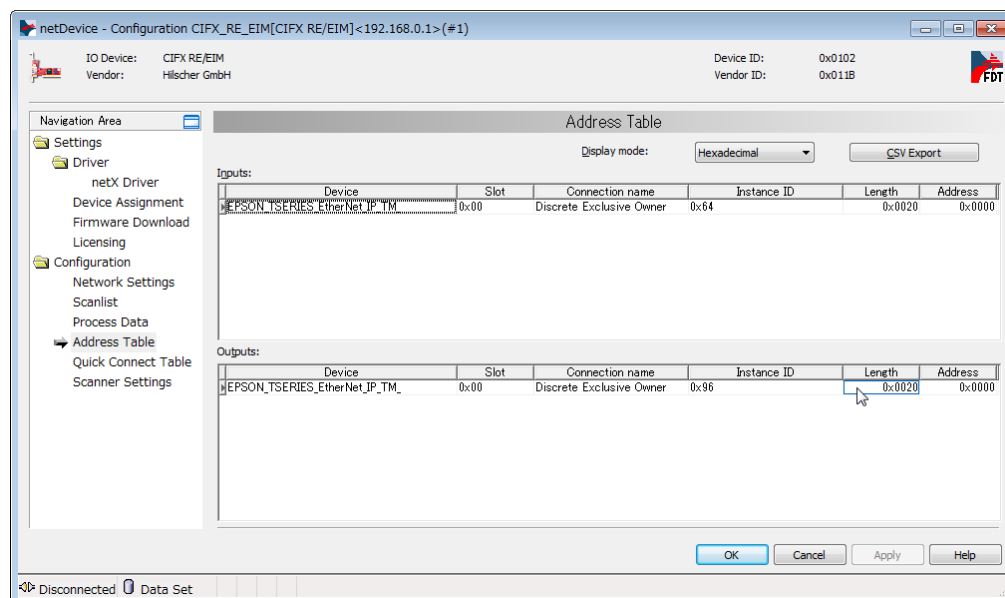 netDevice - Configuration CIFX_RE_EIM[CIFX RE/EIM]<192.168.0.1>(#1)
IO Device: CIFX RE/EIM Device ID: 0x0102
Vendor: Hilscher GmbH Vendor ID: 0x011B
FDT
Navigation Area
Settings
Driver
netX Driver
Device Assignment
Firmware Download
Licensing
Configuration
Network Settings
Scanlist
Process Data
Address Table
Quick Connect Table
Scanner Settings
Address Table
Display mode: Hexadecimal CSV Export
Inputs:
Device Slot Connection name Instance ID Length Address
EPSON_TSERIES_EtherNet_IP_TM_ 0x00 Discrete Exclusive Owner 0x64 0x0020 0x0000
Outputs:
Device Slot Connection name Instance ID Length Address
EPSON_TSERIES_EtherNet_IP_TM_ 0x00 Discrete Exclusive Owner 0x96 0x0020 0x0000
OK Cancel Apply Help
Disconnected Data Set